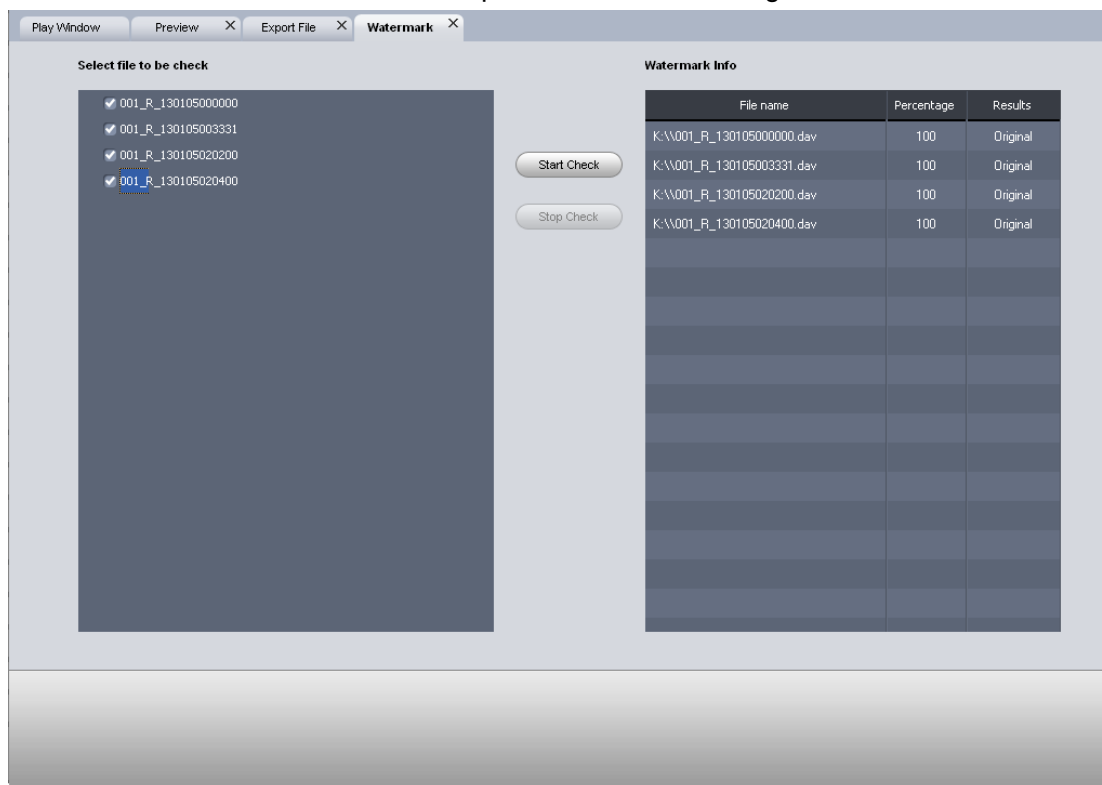 Play Window Preview X Export File X Watermark X
Select file to be check
001_R_130105000000
001_R_130105003331
001_R_130105020200
001_R_130105020400
Start Check
Stop Check
Watermark Info
File name Percentage Results
K:\\001_R_130105000000.dav 100 Original
K:\\001_R_130105003331.dav 100 Original
K:\\001_R_130105020200.dav 100 Original
K:\\001_R_130105020400.dav 100 Original